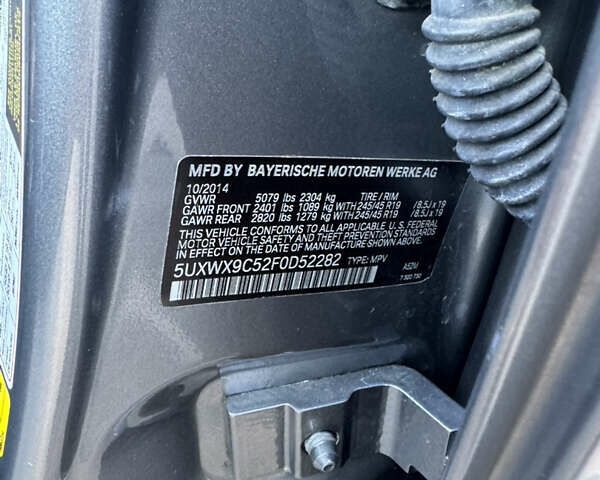 MFD BY BAYERISCHE MOTOREN WERKE AG
10/2014
GVWR 5079 lbs 2304 kg TIRE / RIM
GAWR FRONT 2401 lbs 1089 kg WITH 245/45 R19 /8.5J x 19
GAWR REAR 2820 lbs 1279 kg WITH 245/45 R19 /8.5J x 19
THIS VEHICLE CONFORMS TO ALL APPLICABLE U. S. FEDERAL
MOTOR VEHICLE SAFETY STANDARDS IN EFFECT ON THE
DATE OF MANUFACTURE SHOWN ABOVE.
5UXWX9C52F0D52282 TYPE: MPV